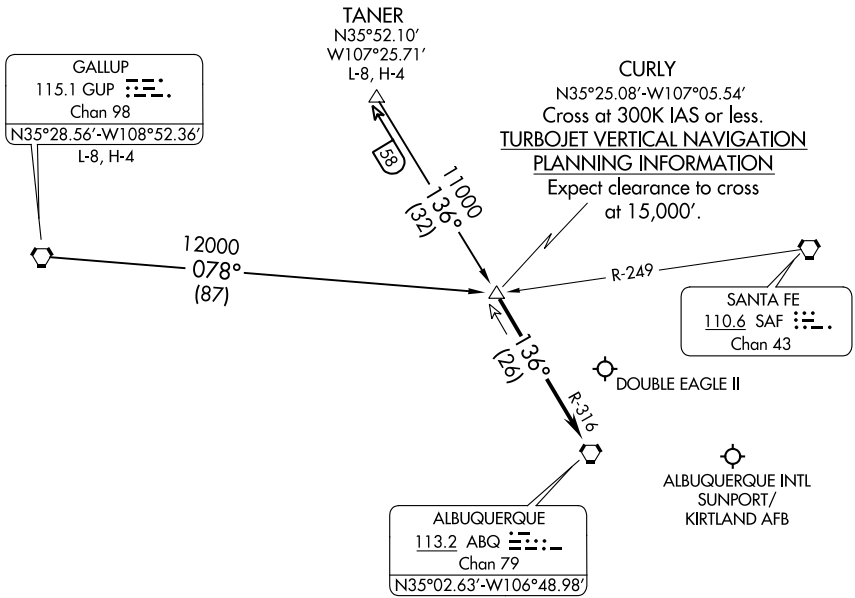 TANER
N35°52.10'
W107°25.71'
L-8, H-4
GALLUP
115.1 GUP
Chan 98
N35°28.56'-W108°52.36'
L-8, H-4
CURLY
N35°25.08'-W107°05.54'
Cross at 300K IAS or less.
TURBOJET VERTICAL NAVIGATION
PLANNING INFORMATION
Expect clearance to cross
at 15,000'.
58
11000
136°
(32)
12000
078°
(87)
R-249
SANTA FE
110.6 SAF
Chan 43
136°
(26)
R-316
DOUBLE EAGLE II
ALBUQUERQUE INTL
SUNPORT/
KIRTLAND AFB
ALBUQUERQUE
113.2 ABQ
Chan 79
N35°02.63'-W106°48.98'